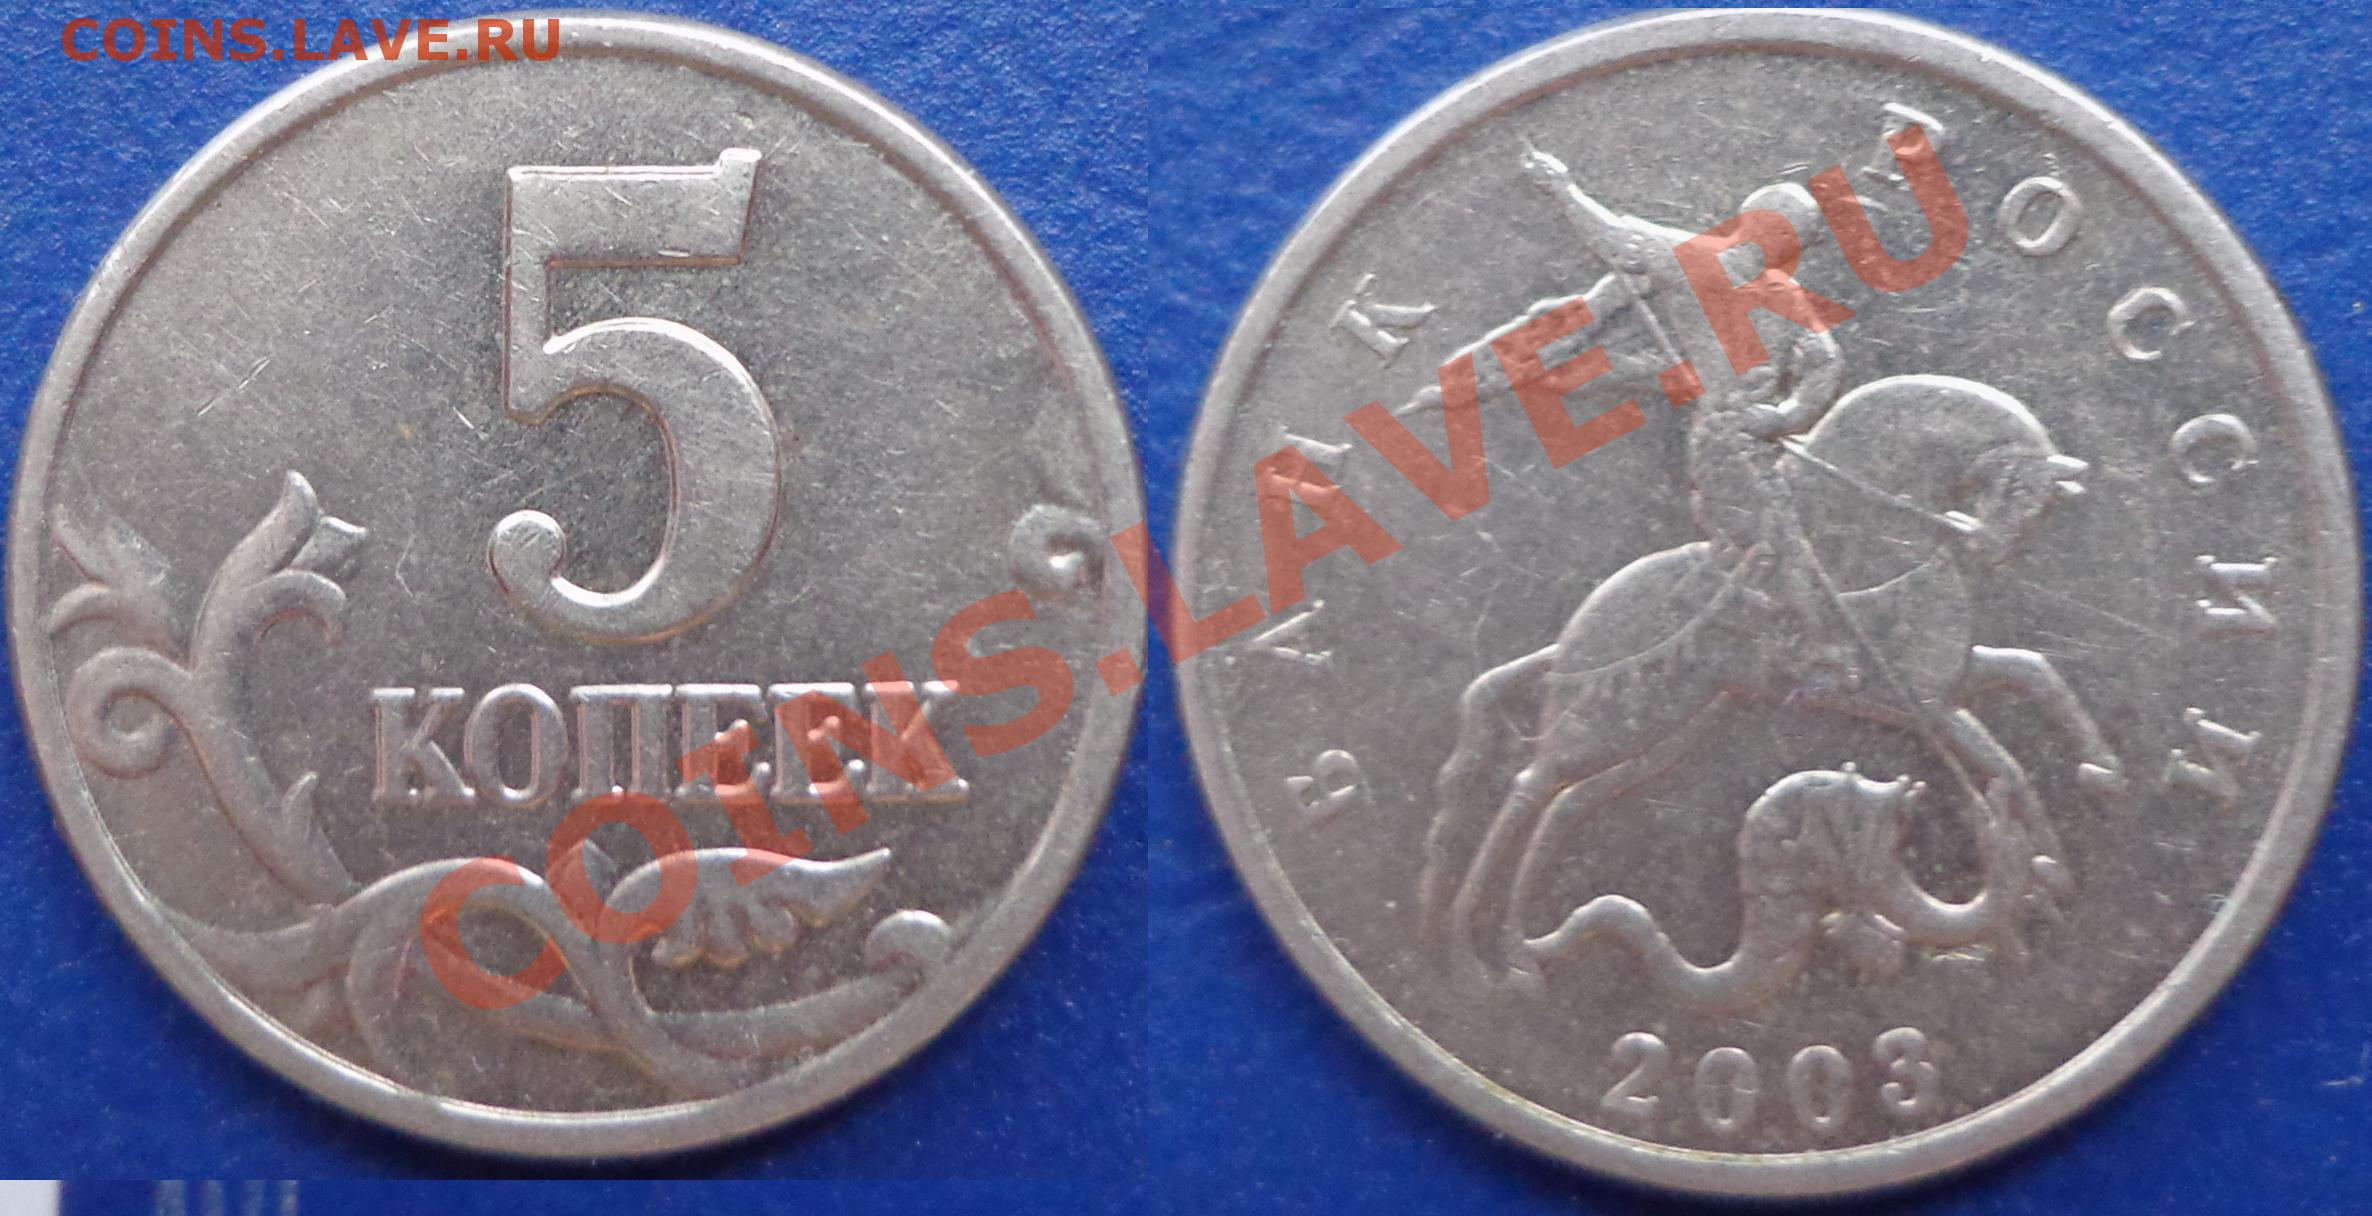 COINS.LAVE.RU
5
КОПЕЕК
БАНК РОССИИ
2003
COINS.LAVE.RU